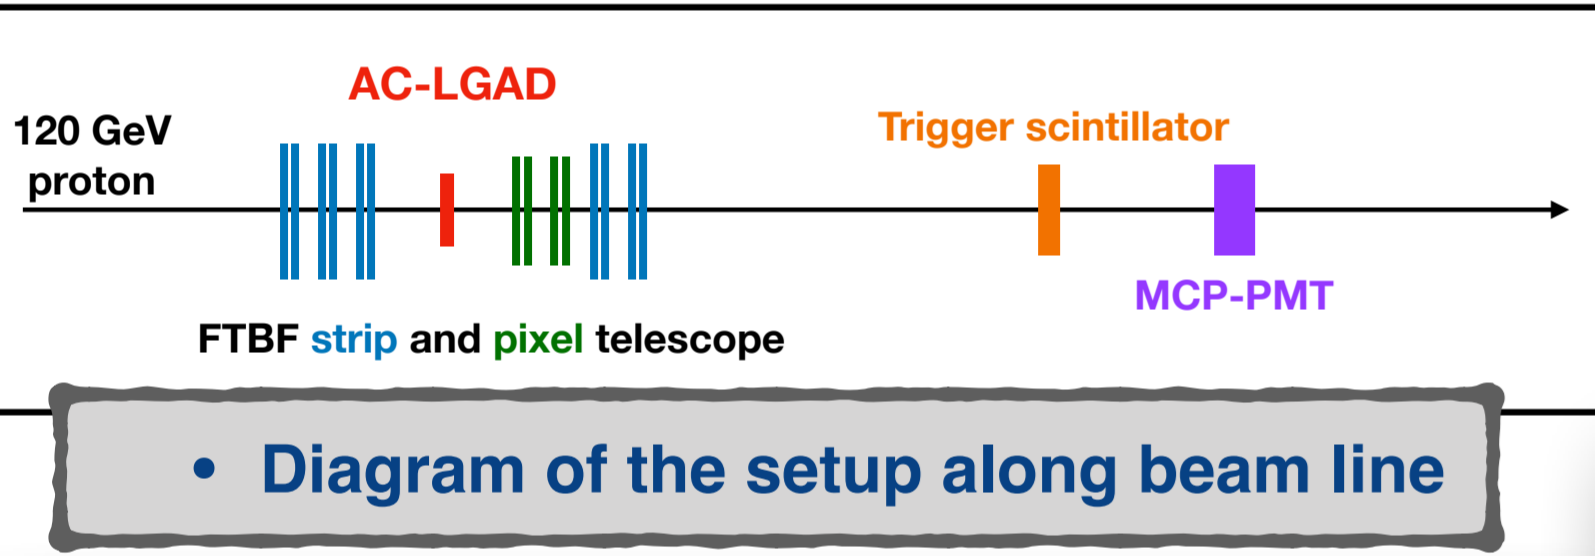 AC-LGAD
120 GeV
proton
Trigger scintillator
MCP-PMT
FTBF strip and pixel telescope
• Diagram of the setup along beam line